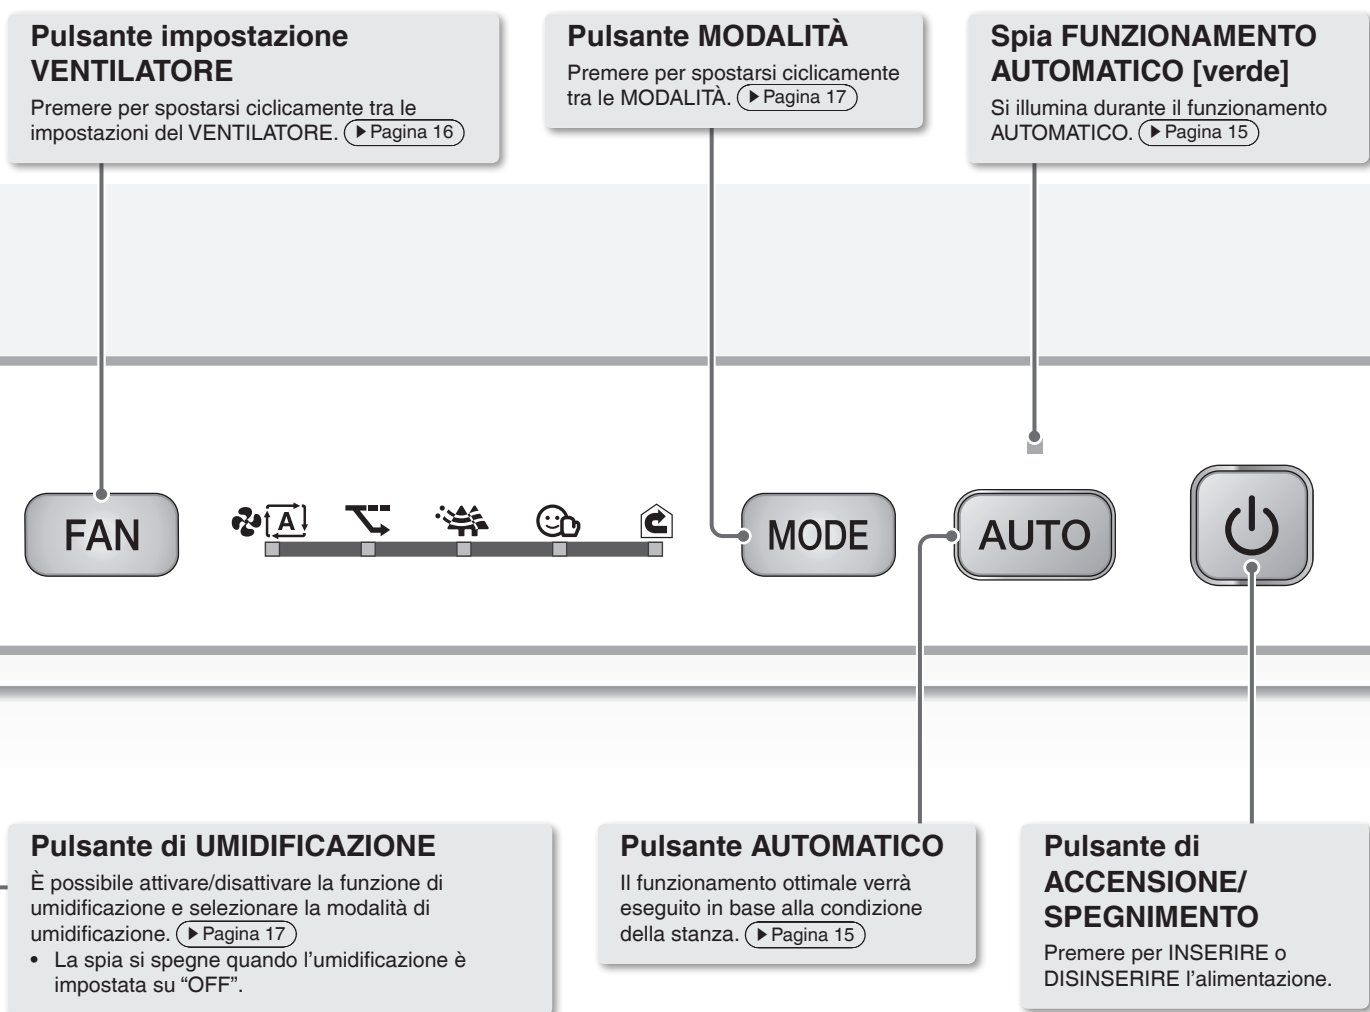 Pulsante impostazione
VENTILATORE
Premere per spostarsi ciclicamente tra le
impostazioni del VENTILATORE. ▶ Pagina 16
Pulsante MODALITÀ
Premere per spostarsi ciclicamente
tra le MODALITÀ. ▶ Pagina 17
Spia FUNZIONAMENTO
AUTOMATICO [verde]
Si illumina durante il funzionamento
AUTOMATICO. ▶ Pagina 15
FAN
A
MODE
AUTO
Pulsante di UMIDIFICAZIONE
È possibile attivare/disattivare la funzione di
umidificazione e selezionare la modalità di
umidificazione. ▶ Pagina 17
• La spia si spegne quando l'umidificazione è
impostata su “OFF”.
Pulsante AUTOMATICO
Il funzionamento ottimale verrà
eseguito in base alla condizione
della stanza. ▶ Pagina 15
Pulsante di
ACCENSIONE/
SPEGNIMENTO
Premere per INSERIRE o
DISINSERIRE l'alimentazione.